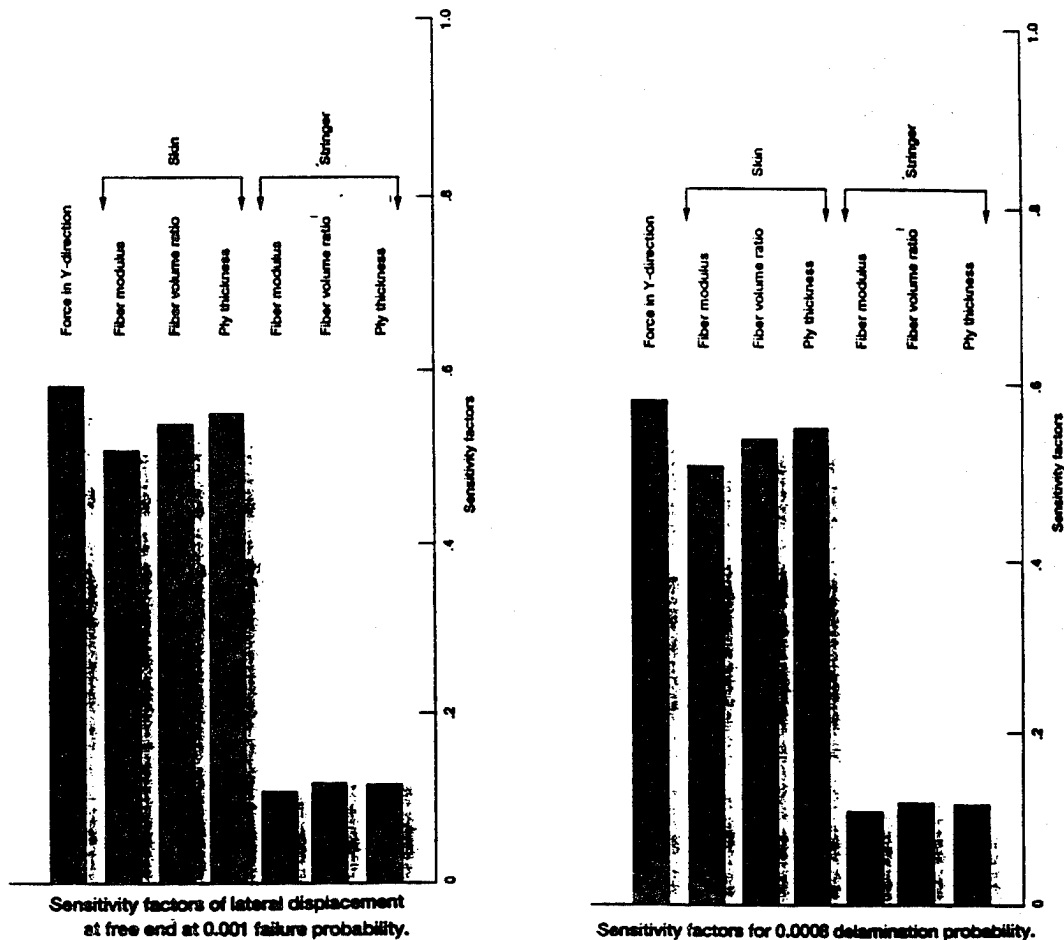 Force in Y-direction
Fiber modulus
Fiber volume ratio
Ply thickness
Skin
Fiber modulus
Fiber volume ratio
Ply thickness
Stringer
1.0
.8
.6
.4
.2
0
Sensitivity factors
Sensitivity factors of lateral displacement
at free end at 0.001 failure probability.
Force in Y-direction
Fiber modulus
Fiber volume ratio
Ply thickness
Skin
Fiber modulus
Fiber volume ratio
Ply thickness
Stringer
1.0
.8
.6
.4
.2
0
Sensitivity factors
Sensitivity factors for 0.0008 delamination probability.